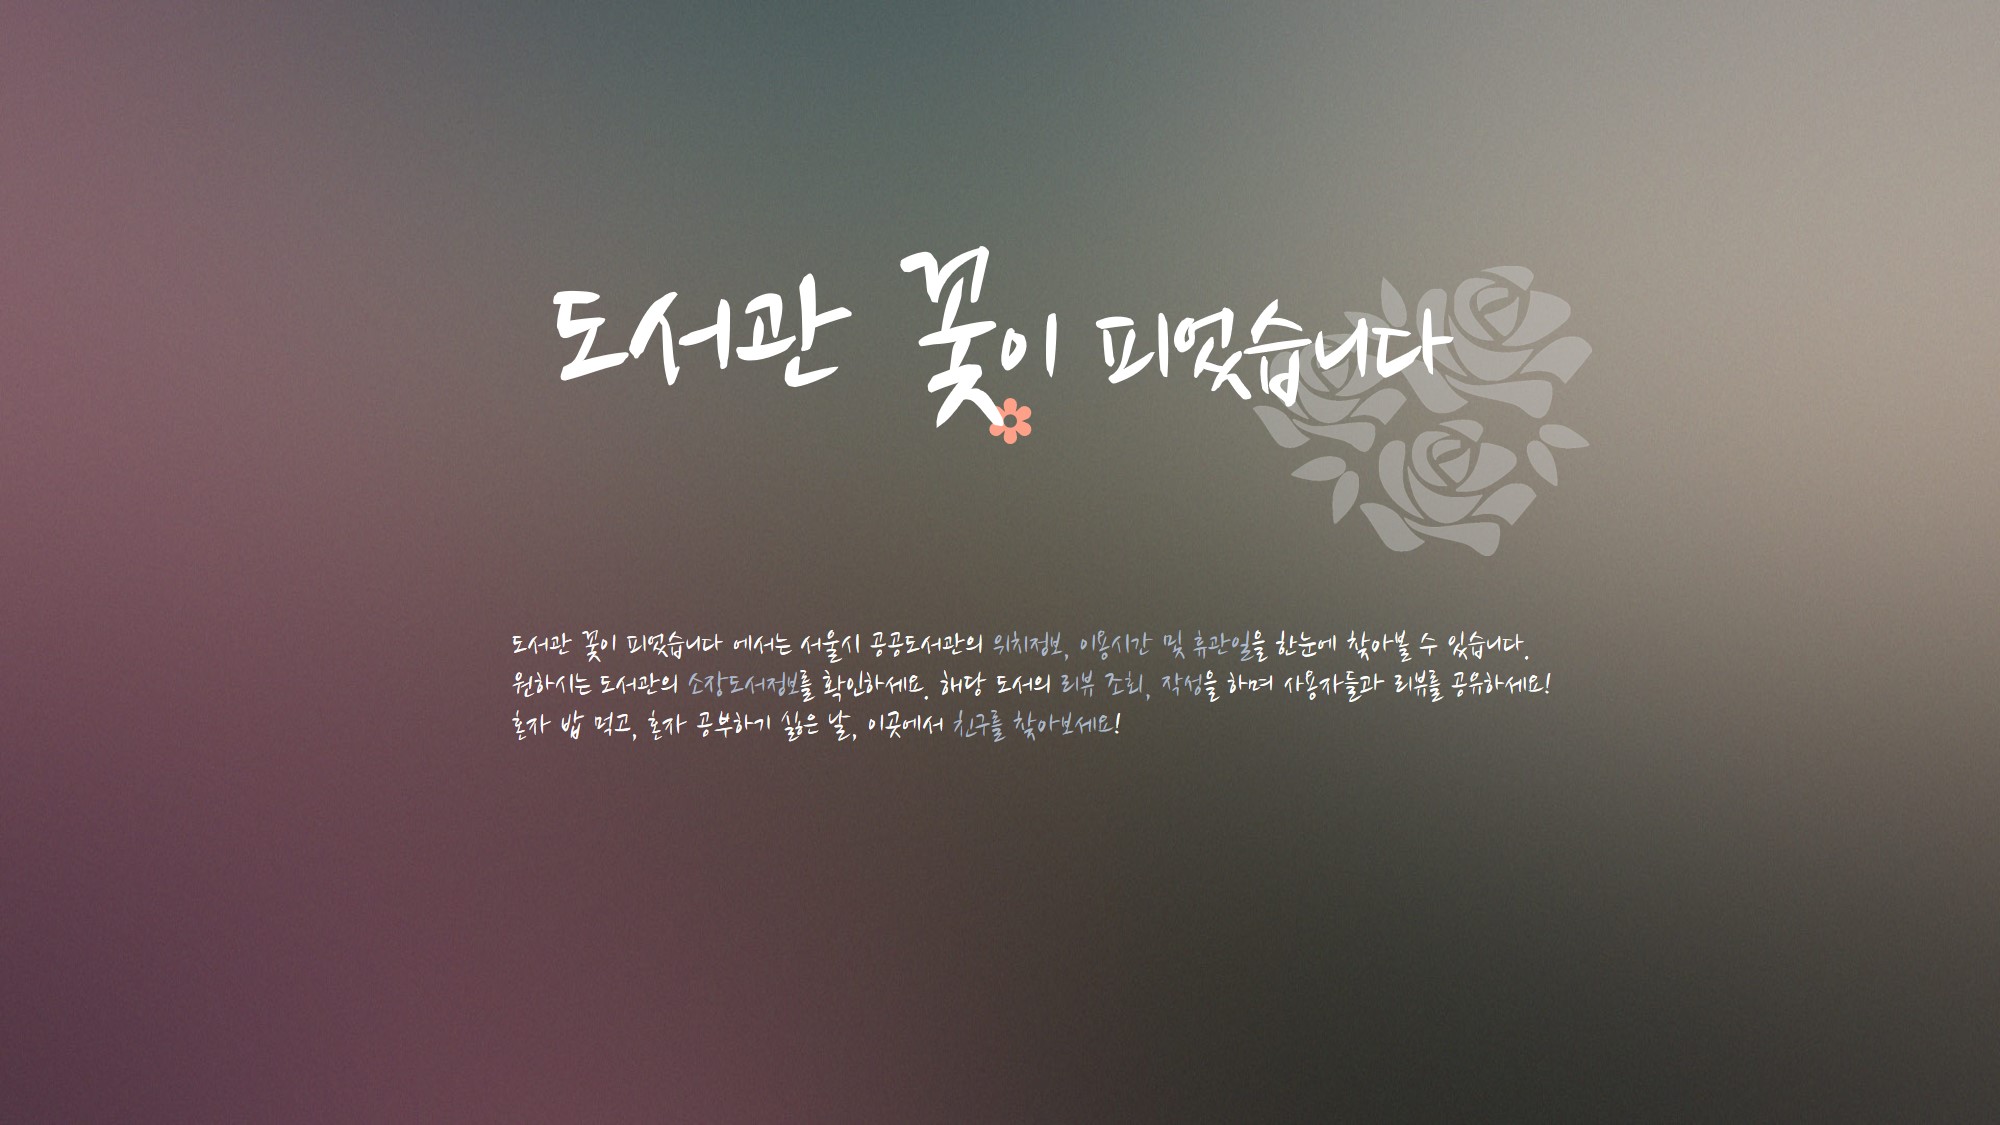 도서관 꽃이 피었습니다
도서관 꽃이 피었습니다 에서는 서울시 공공도서관의 위치정보, 이용시간 및 휴관일을 한눈에 찾아볼 수 있습니다.
원하시는 도서관의 소장도서정보를 확인하세요. 해당 도서의 리뷰 조회, 작성을 하며 사용자들과 리뷰를 공유하세요!
혼자 밥 먹고, 혼자 공부하기 싫은 날, 이곳에서 친구를 찾아보세요!